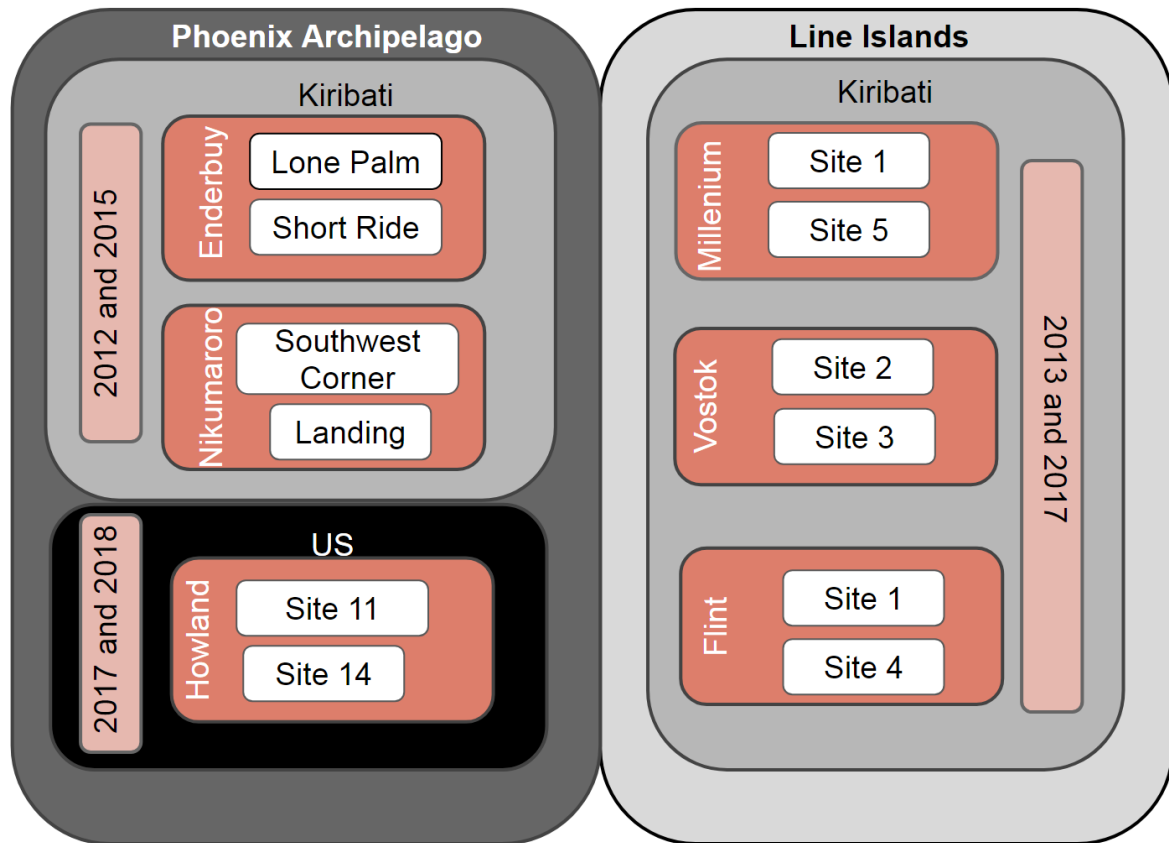 Phoenix Archipelago
Kiribati
2012 and 2015
Enderbuy
Lone Palm
Short Ride
Nikumaroro
Southwest
Corner
Landing
US
2017 and 2018
Howland
Site 11
Site 14
Line Islands
Kiribati
Millenium
Site 1
Site 5
Vostok
Site 2
Site 3
Flint
Site 1
Site 4
2013 and 2017